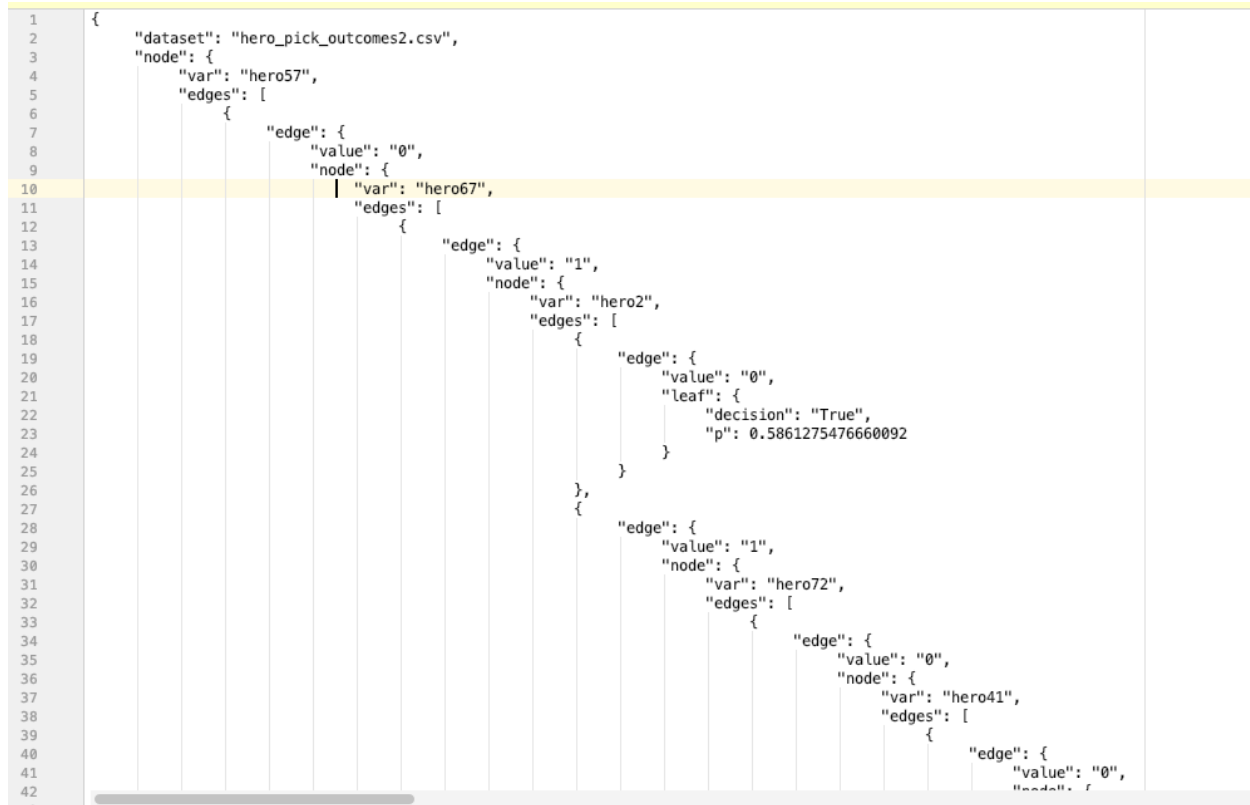 1 {
2 "dataset": "hero_pick_outcomes2.csv",
3 "node": {
4 "var": "hero57",
5 "edges": [
6 {
7 "edge": {
8 "value": "0",
9 "node": {
10 "var": "hero67",
11 "edges": [
12 {
13 "edge": {
14 "value": "1",
15 "node": {
16 "var": "hero2",
17 "edges": [
18 {
19 "edge": {
20 "value": "0",
21 "leaf": {
22 "decision": "True",
23 "p": 0.5861275476660092
24 }
25 }
26 },
27 {
28 "edge": {
29 "value": "1",
30 "node": {
31 "var": "hero72",
32 "edges": [
33 {
34 "edge": {
35 "value": "0",
36 "node": {
37 "var": "hero41",
38 "edges": [
39 {
40 "edge": {
41 "value": "0",
42 "node": {